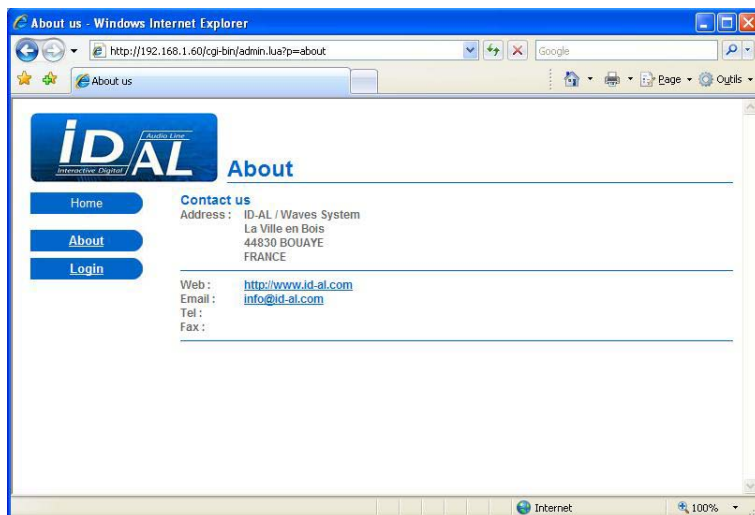 About us - Windows Internet Explorer
http://192.168.1.60/cgi-bin/admin.lua?p=about
Google
About us
Page
Outils
Audio Line
iD/AL
Interactive Digital
About
Home
About
Login
Contact us
Address : ID-AL / Waves System
La Ville en Bois
44830 BOUAYE
FRANCE
Web : http://www.id-al.com
Email : info@id-al.com
Tel :
Fax :
Internet
100%